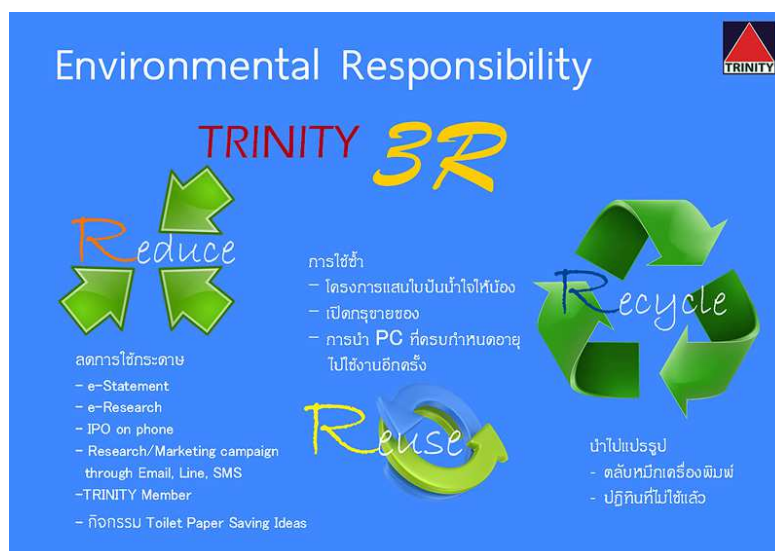 Environmental Responsibility
TRINITY
TRINITY 3R
Reduce
ลดการใช้กระดาษ
- e-Statement
- e-Research
- IPO on phone
- Research/Marketing campaign
through Email, Line, SMS
-TRINITY Member
- กิจกรรม Toilet Paper Saving Ideas
การใช้ซ้ำ
- โครงการแสนใบปันน้ำใจให้น้อง
- เปิดกรุขายของ
- การนำ PC ที่ครบกำหนดอายุ
ไปใช้งานอีกครั้ง
Reuse
Recycle
นำไปแปรรูป
- ตลับหมึกเครื่องพิมพ์
- ปฏิทินที่ไม่ใช้แล้ว